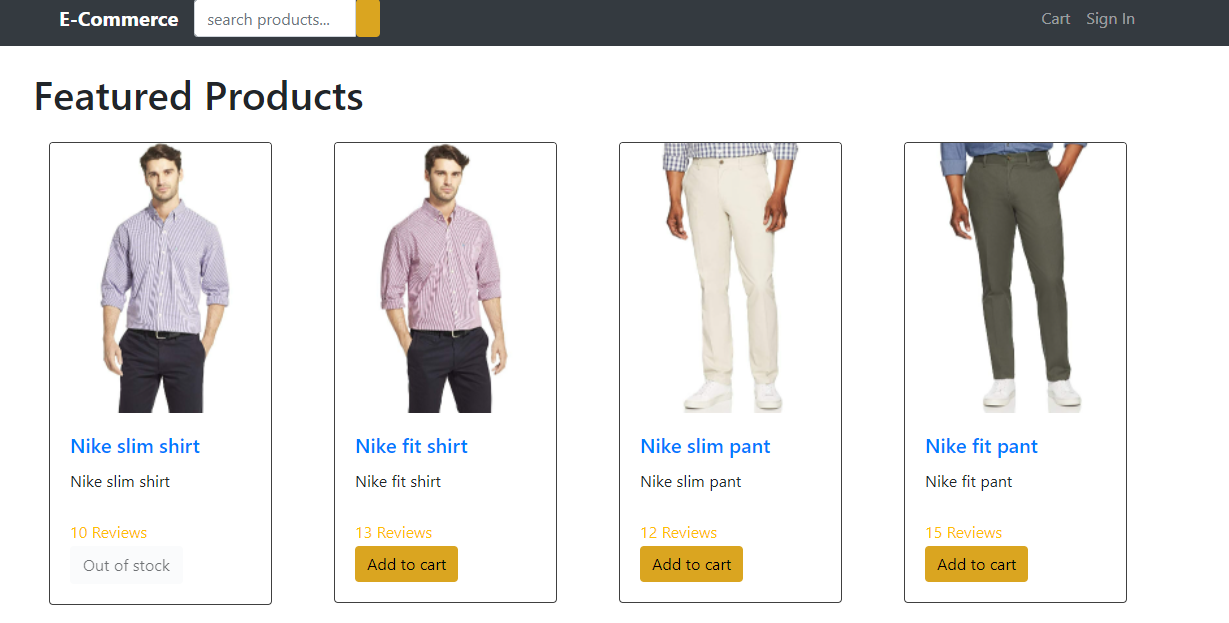 E-Commerce search products... Cart Sign In
Featured Products
Nike slim shirt
Nike slim shirt
10 Reviews
Out of stock
Nike fit shirt
Nike fit shirt
13 Reviews
Add to cart
Nike slim pant
Nike slim pant
12 Reviews
Add to cart
Nike fit pant
Nike fit pant
15 Reviews
Add to cart